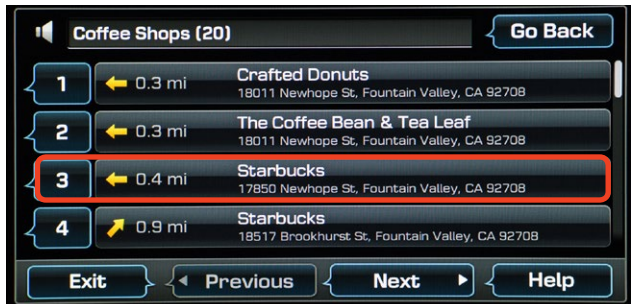 Coffee Shops (20)
Go Back
1
0.3 mi
Crafted Donuts
18011 Newhope St, Fountain Valley, CA 92708
2
0.3 mi
The Coffee Bean & Tea Leaf
18011 Newhope St, Fountain Valley, CA 92708
3
0.4 mi
Starbucks
17850 Newhope St, Fountain Valley, CA 92708
4
0.9 mi
Starbucks
18517 Brookhurst St, Fountain Valley, CA 92708
Exit
Previous
Next
Help